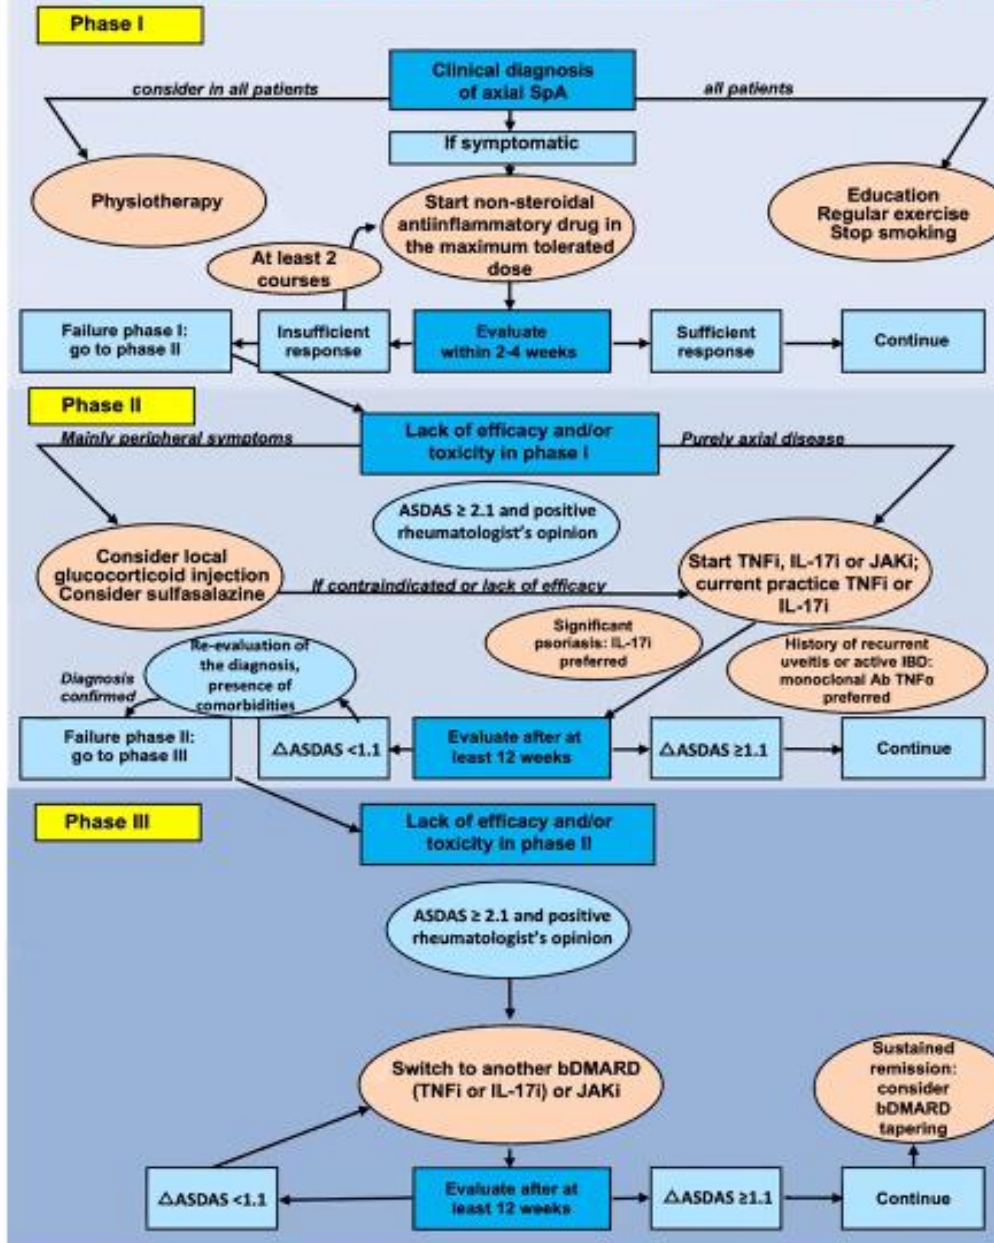 Phase I
Clinical diagnosis
of axial SpA
consider in all patients
all patients
If symptomatic
Physiotherapy
Start non-steroidal
antiinflammatory drug in
the maximum tolerated
dose
Education
Regular exercise
Stop smoking
At least 2
courses
Failure phase I:
go to phase II
Insufficient
response
Evaluate
within 2-4 weeks
Sufficient
response
Continue
Phase II
Lack of efficacy and/or
toxicity in phase I
Mainly peripheral symptoms
Purely axial disease
ASDAS ≥ 2.1 and positive
rheumatologist's opinion
Consider local
glucocorticoid injection
Consider sulfasalazine
If contraindicated or lack of efficacy
Start TNFi, IL-17i or JAKi;
current practice TNFi or
IL-17i
Significant
psoriasis: IL-17i
preferred
History of recurrent
uveitis or active IBD:
monoclonal Ab TNFα
preferred
Re-evaluation of
the diagnosis,
presence of
comorbidities
Diagnosis
confirmed
Failure phase II:
go to phase III
△ASDAS <1.1
Evaluate after at
least 12 weeks
△ASDAS ≥1.1
Continue
Phase III
Lack of efficacy and/or
toxicity in phase II
ASDAS ≥ 2.1 and positive
rheumatologist's opinion
Switch to another bDMARD
(TNFi or IL-17i) or JAKi
Sustained
remission:
consider
bDMARD
tapering
△ASDAS <1.1
Evaluate after at
least 12 weeks
△ASDAS ≥1.1
Continue